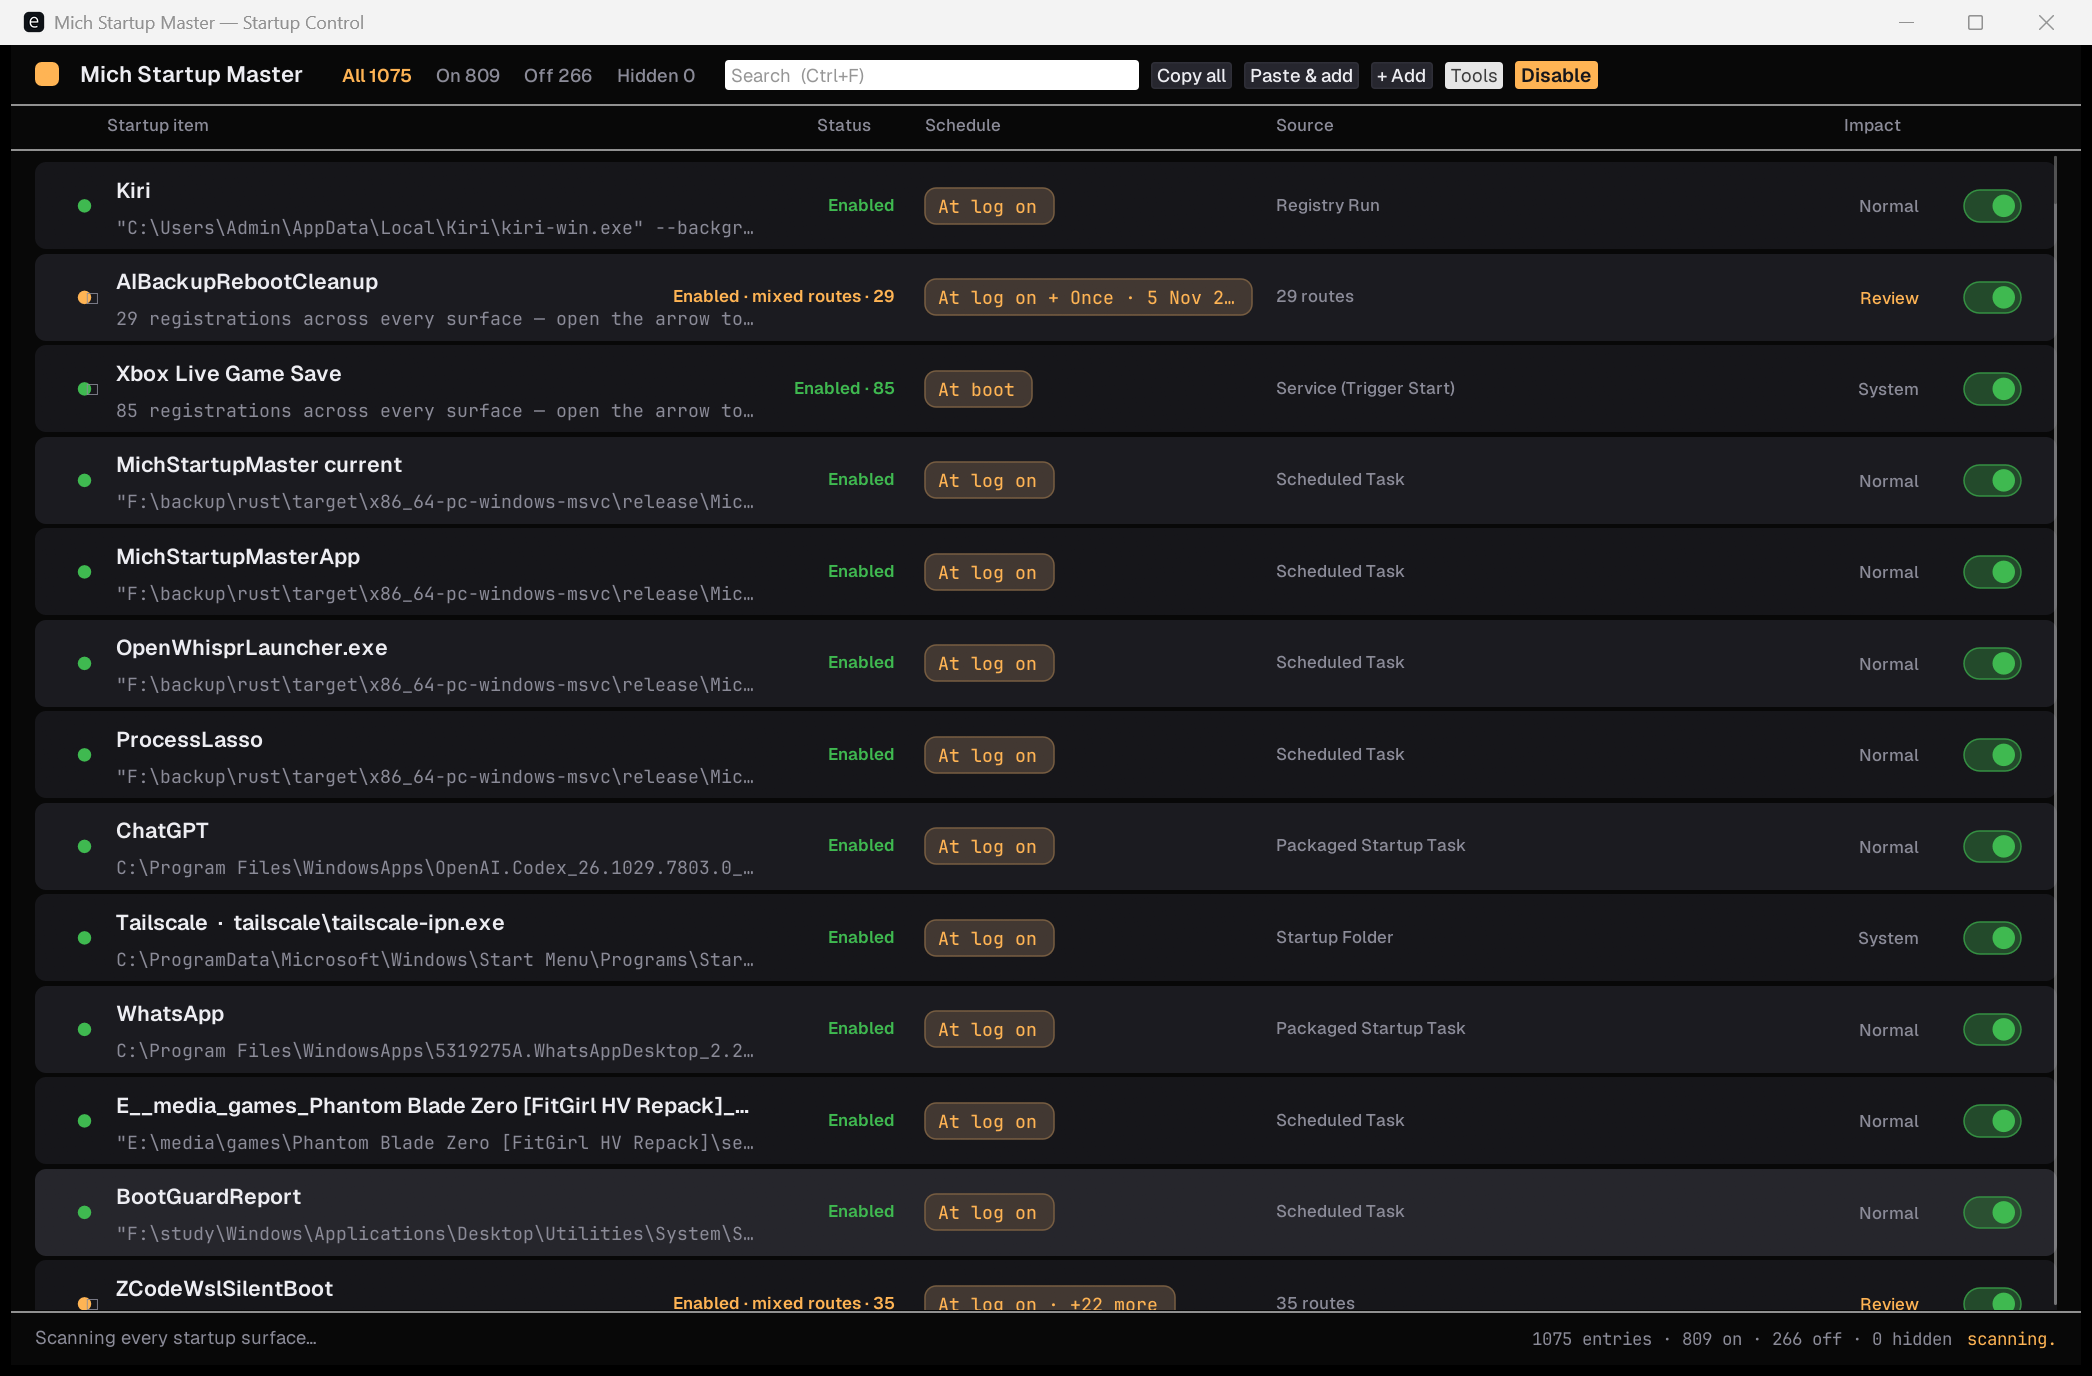 Mich Startup Master — Startup Control
Mich Startup Master All 1075 On 809 Off 266 Hidden 0 Search (Ctrl+F) Copy all Paste & add + Add Tools Disable
Startup item Status Schedule Source Impact
Kiri
Enabled At log on Registry Run Normal
"C:\Users\Admin\AppData\Local\Kiri\kiri-win.exe" --backgr…
AIBackupRebootCleanup
Enabled · mixed routes · 29 At log on + Once · 5 Nov 2… 29 routes Review
29 registrations across every surface — open the arrow to…
Xbox Live Game Save
Enabled · 85 At boot Service (Trigger Start) System
85 registrations across every surface — open the arrow to…
MichStartupMaster current
Enabled At log on Scheduled Task Normal
"F:\backup\rust\target\x86_64-pc-windows-msvc\release\Mic…
MichStartupMasterApp
Enabled At log on Scheduled Task Normal
"F:\backup\rust\target\x86_64-pc-windows-msvc\release\Mic…
OpenWhisprLauncher.exe
Enabled At log on Scheduled Task Normal
"F:\backup\rust\target\x86_64-pc-windows-msvc\release\Mic…
ProcessLasso
Enabled At log on Scheduled Task Normal
"F:\backup\rust\target\x86_64-pc-windows-msvc\release\Mic…
ChatGPT
Enabled At log on Packaged Startup Task Normal
C:\Program Files\WindowsApps\OpenAI.Codex_26.1029.7803.0_…
Tailscale · tailscale\tailscale-ipn.exe
Enabled At log on Startup Folder System
C:\ProgramData\Microsoft\Windows\Start Menu\Programs\Star…
WhatsApp
Enabled At log on Packaged Startup Task Normal
C:\Program Files\WindowsApps\5319275A.WhatsAppDesktop_2.2…
E__media_games_Phantom Blade Zero [FitGirl HV Repack]_…
Enabled At log on Scheduled Task Normal
"E:\media\games\Phantom Blade Zero [FitGirl HV Repack]\se…
BootGuardReport
Enabled At log on Scheduled Task Normal
"F:\study\Windows\Applications\Desktop\Utilities\System\S…
ZCodeWslSilentBoot
Enabled · mixed routes · 35 At log on · +22 more 35 routes Review
Scanning every startup surface… 1075 entries · 809 on · 266 off · 0 hidden scanning.